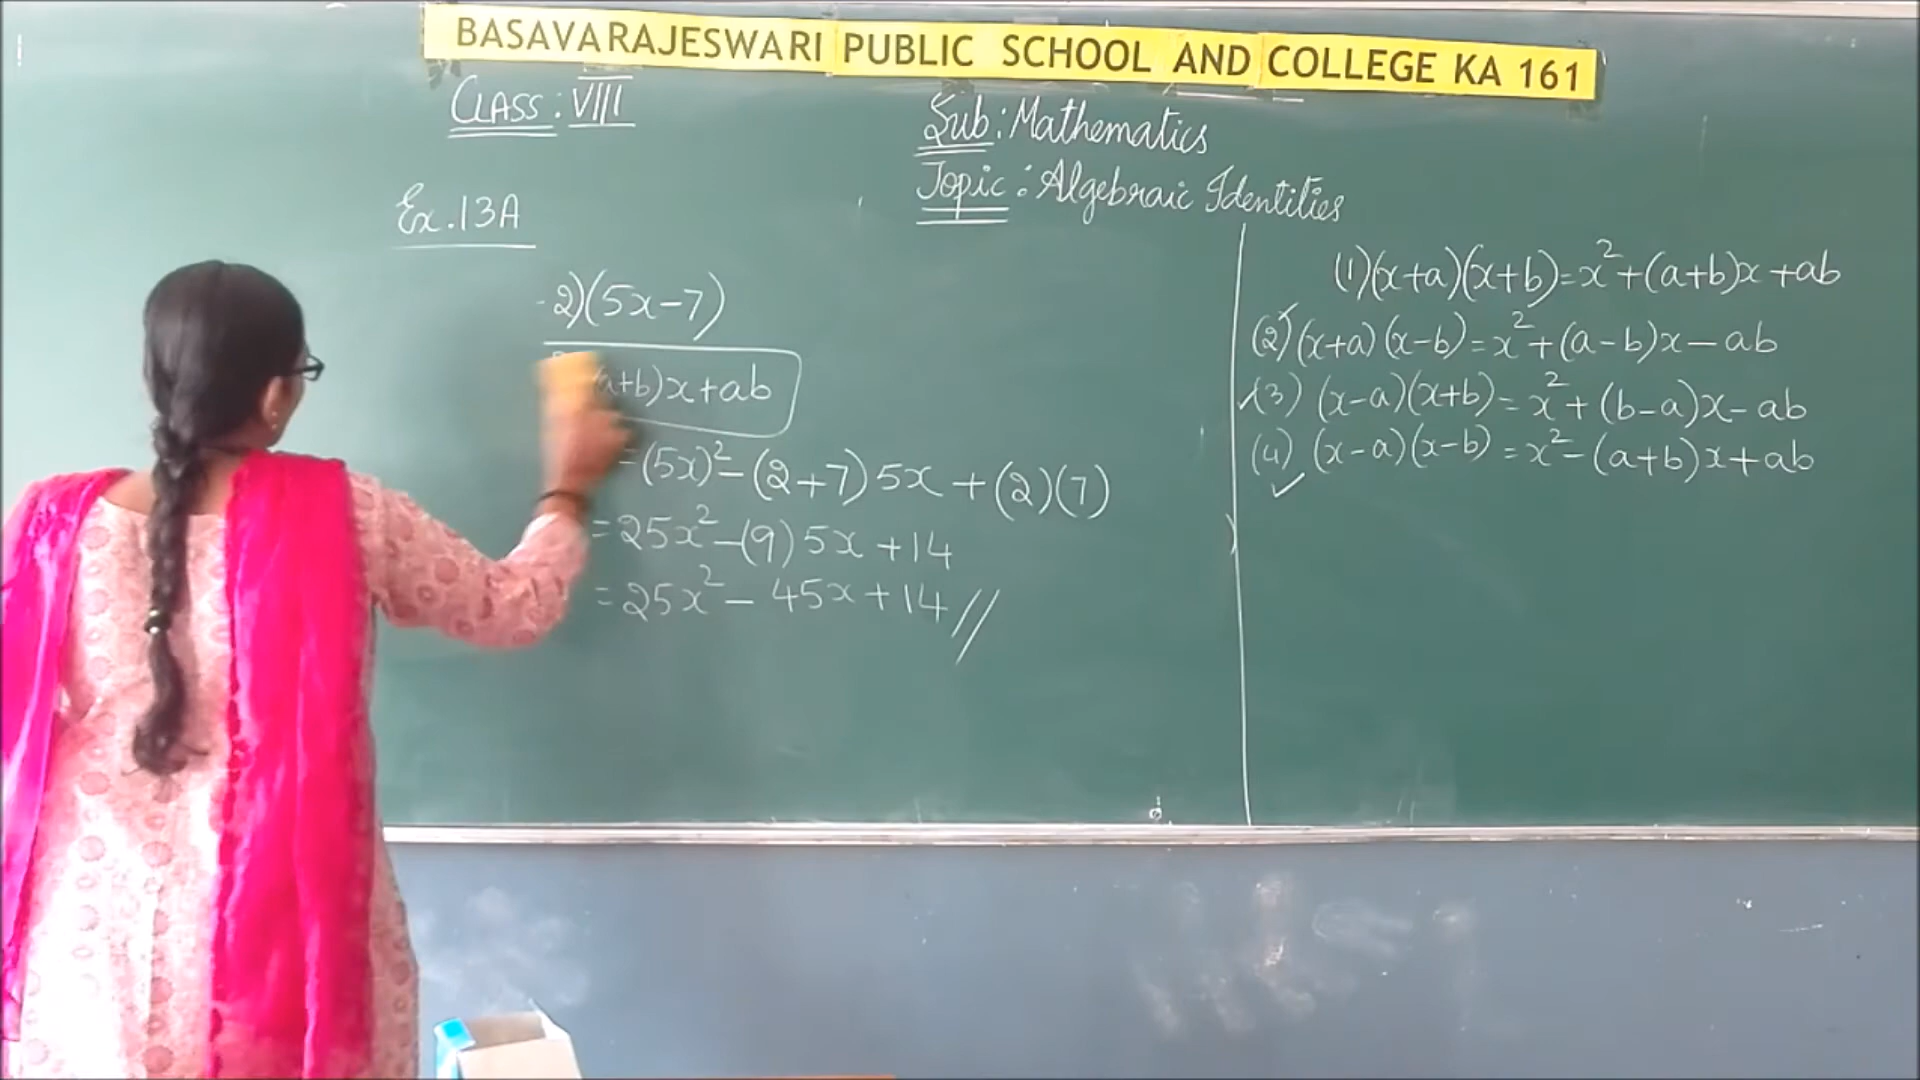 BASAVARAJESWARI PUBLIC SCHOOL AND COLLEGE KA 161
CLASS : VIII
Sub : Mathematics
Topic : Algebraic Identities
Ex. 13A
-2)(5x-7)
a+b)x+ab
=(5x)²-(2+7)5x+(2)(7)
=25x²-(9)5x+14
=25x²-45x+14//
(1)(x+a)(x+b)=x²+(a+b)x+ab
(2)(x+a)(x-b)=x²+(a-b)x-ab
(3) (x-a)(x+b)=x²+(b-a)x-ab
(4) (x-a)(x-b)=x²-(a+b)x+ab